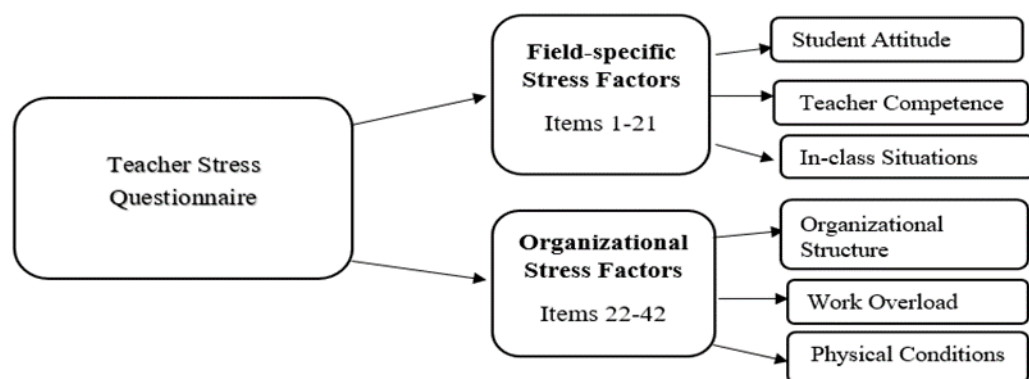 Teacher Stress
Questionnaire
Field-specific
Stress Factors
Items 1-21
Student Attitude
Teacher Competence
In-class Situations
Organizational
Stress Factors
Items 22-42
Organizational
Structure
Work Overload
Physical Conditions